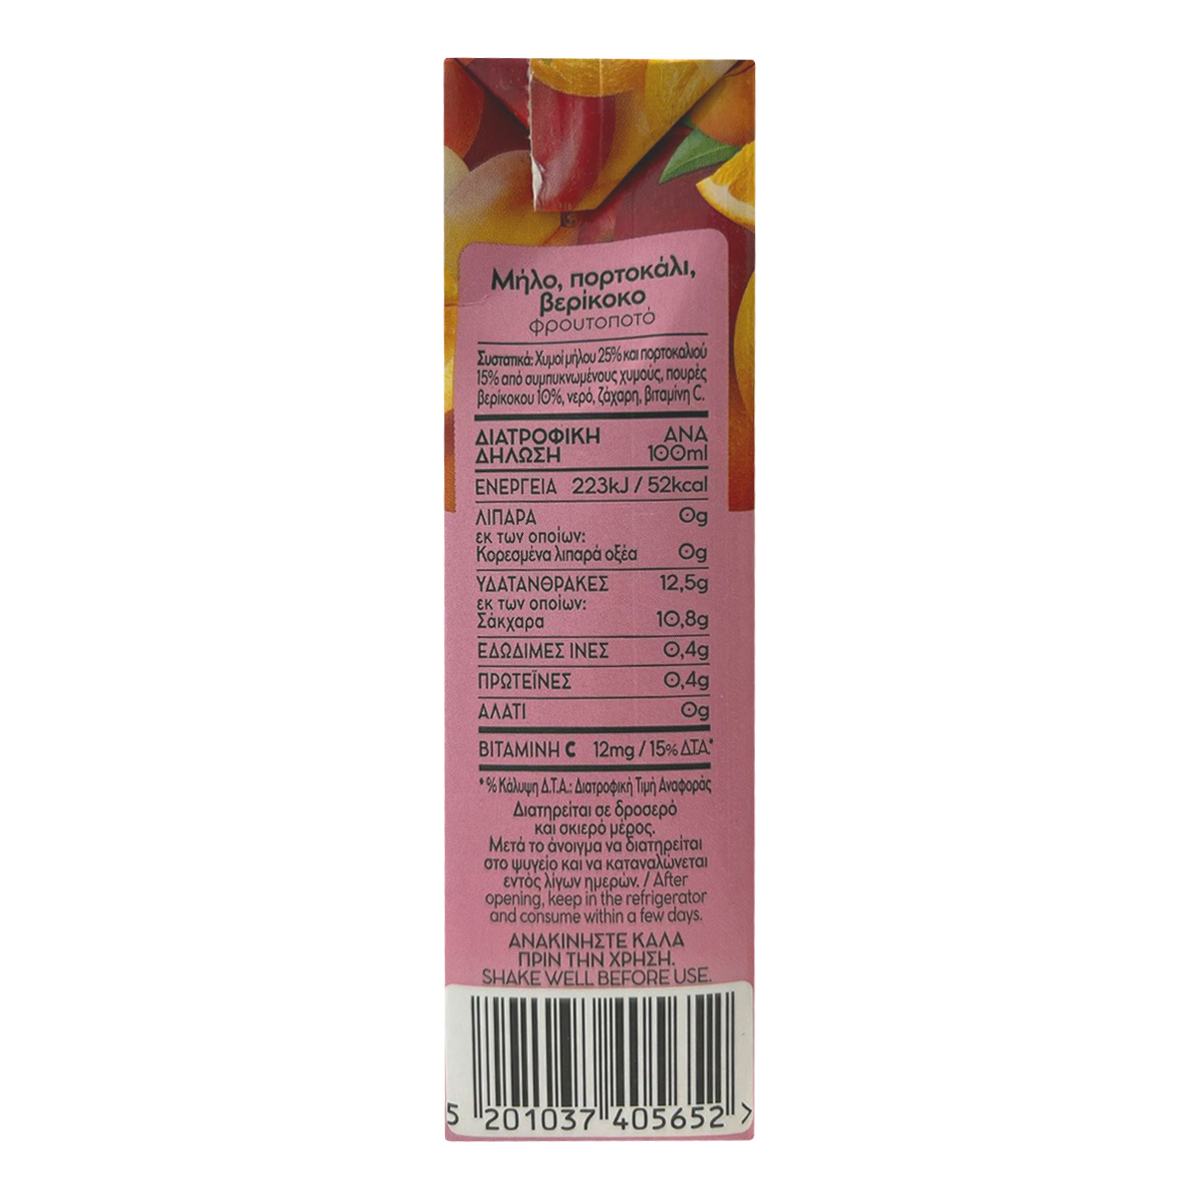 Μήλο, πορτοκάλι,
βερίκοκο
φρουτοποτό
Συστατικά: Χυμοί μήλου 25% και πορτοκαλιού
15% από συμπυκνωμένους χυμούς, πουρές
βερίκοκου 10%, νερό, ζάχαρη, βιταμίνη C.
ΔΙΑΤΡΟΦΙΚΗ ΑΝΑ
ΔΗΛΩΣΗ 100ml
ΕΝΕΡΓΕΙΑ 223kJ / 52kcal
ΛΙΠΑΡΑ 0g
εκ των οποίων:
Κορεσμένα λιπαρά οξέα 0g
ΥΔΑΤΑΝΘΡΑΚΕΣ 12,5g
εκ των οποίων:
Σάκχαρα 10,8g
ΕΔΩΔΙΜΕΣ ΙΝΕΣ 0,4g
ΠΡΩΤΕΪΝΕΣ 0,4g
ΑΛΑΤΙ 0g
ΒΙΤΑΜΙΝΗ C 12mg / 15% Δ.Τ.Α.*
* % Κάλυψη Δ.Τ.Α.: Διατροφική Τιμή Αναφοράς
Διατηρείται σε δροσερό
και σκιερό μέρος.
Μετά το άνοιγμα να διατηρείται
στο ψυγείο και να καταναλώνεται
εντός λίγων ημερών. / After
opening, keep in the refrigerator
and consume within a few days.
ΑΝΑΚΙΝΗΣΤΕ ΚΑΛΑ
ΠΡΙΝ ΤΗΝ ΧΡΗΣΗ.
SHAKE WELL BEFORE USE.
5 201037 405652 >